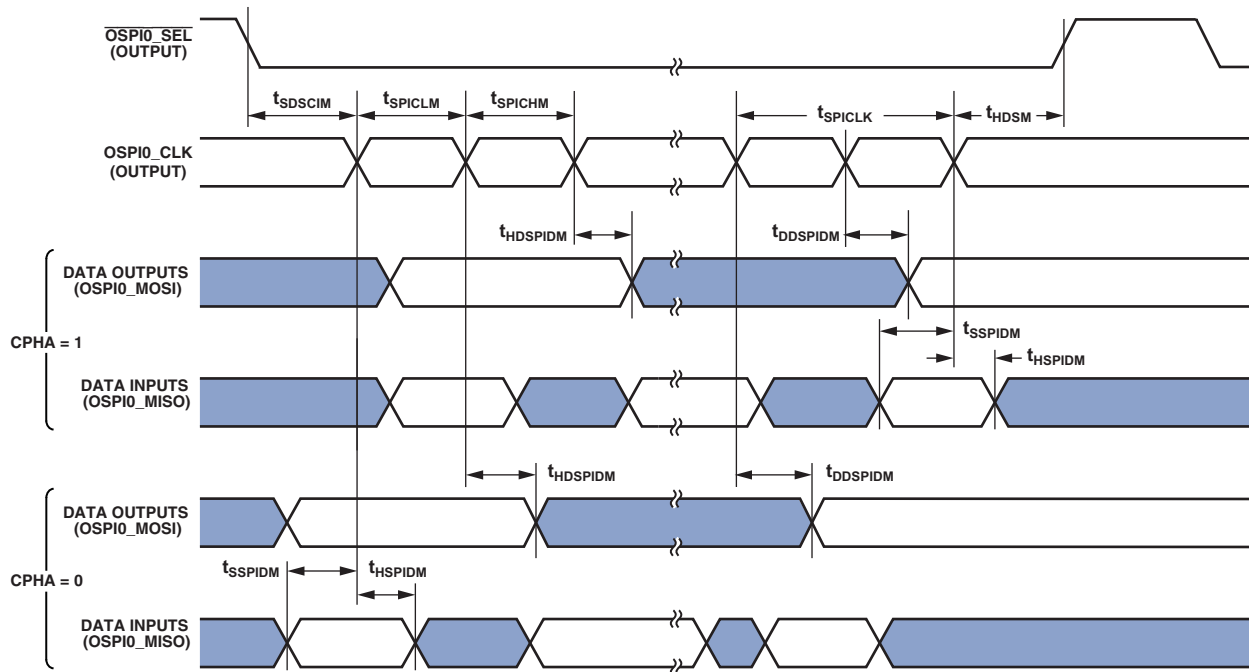 OSPI0_SEL
(OUTPUT)
tSDSCIM
tSPICLM
tSPICHM
tSPICLK
tHDSM
OSPI0_CLK
(OUTPUT)
tHDSPIDM
tDDSPIDM
DATA OUTPUTS
(OSPI0_MOSI)
CPHA = 1
tSSPIDM
tHSPIDM
DATA INPUTS
(OSPI0_MISO)
tHDSPIDM
tDDSPIDM
DATA OUTPUTS
(OSPI0_MOSI)
CPHA = 0
tSSPIDM
tHSPIDM
DATA INPUTS
(OSPI0_MISO)